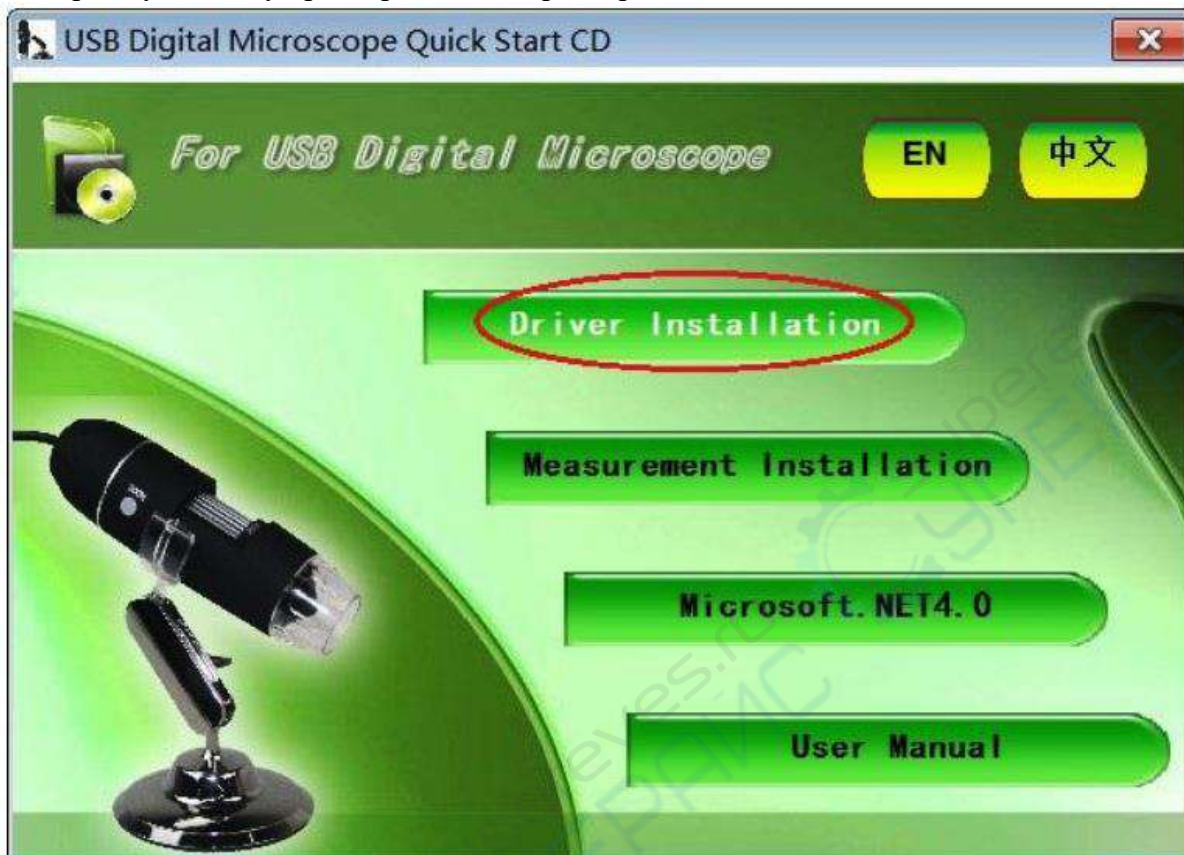 USB Digital Microscope Quick Start CD
For USB Digital Microscope
EN
中文
Driver Installation
Measurement Installation
Microsoft.NET4.0
User Manual